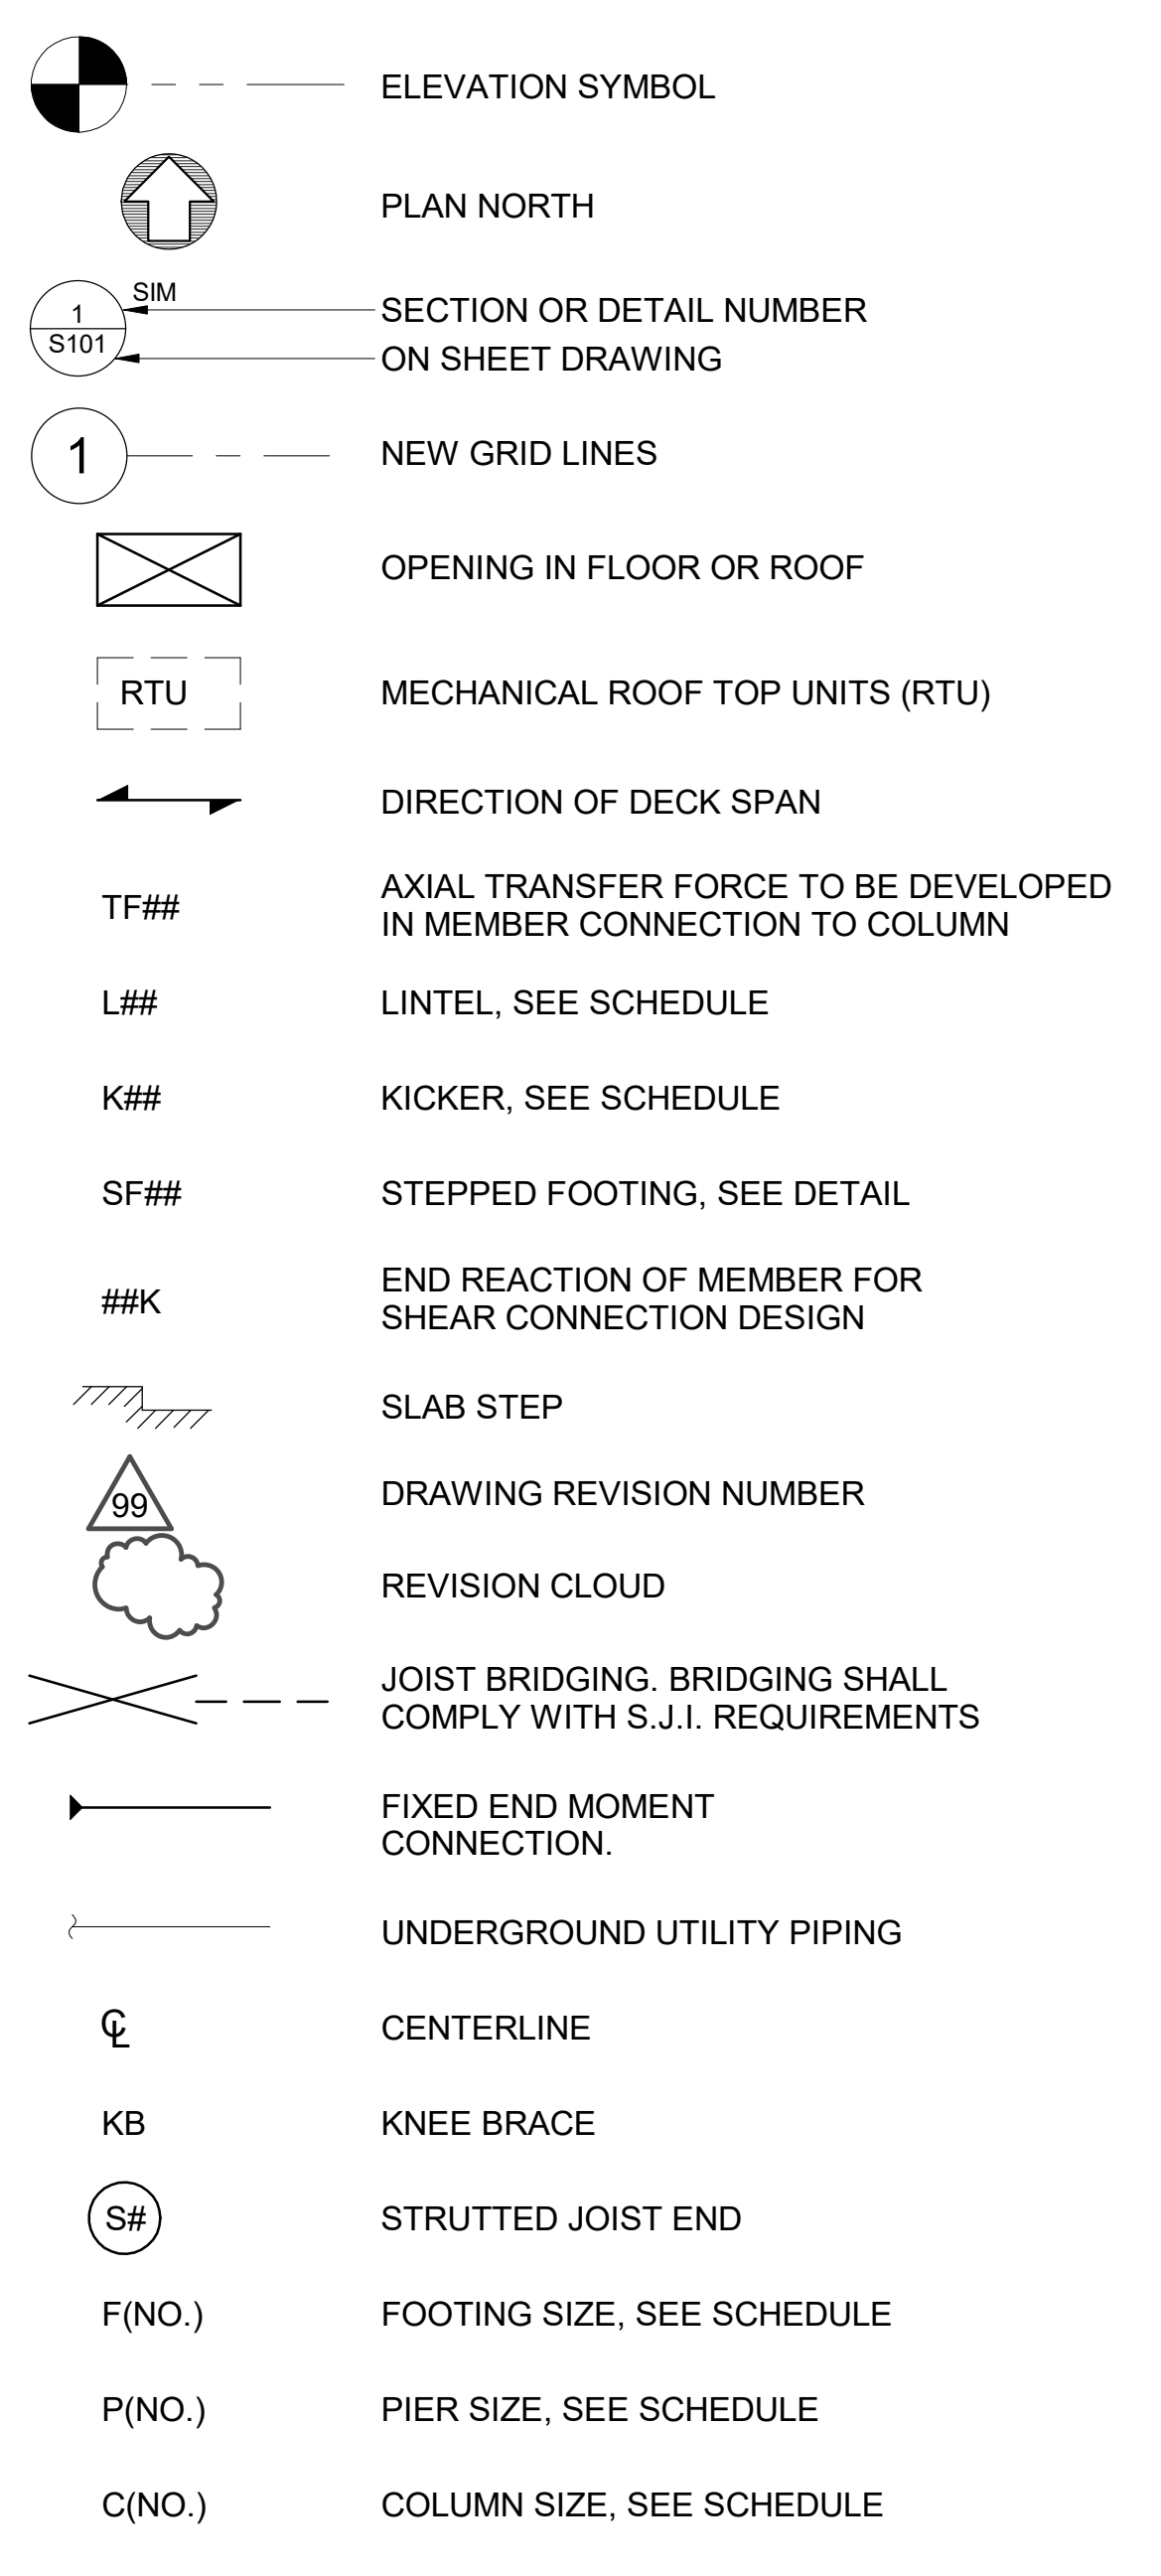 ELEVATION SYMBOL
PLAN NORTH
SIM
1
SECTION OR DETAIL NUMBER
S101
ON SHEET DRAWING
1
NEW GRID LINES
OPENING IN FLOOR OR ROOF
RTU
MECHANICAL ROOF TOP UNITS (RTU)
DIRECTION OF DECK SPAN
TF##
AXIAL TRANSFER FORCE TO BE DEVELOPED
IN MEMBER CONNECTION TO COLUMN
L##
LINTEL, SEE SCHEDULE
K##
KICKER, SEE SCHEDULE
SF##
STEPPED FOOTING, SEE DETAIL
##K
END REACTION OF MEMBER FOR
SHEAR CONNECTION DESIGN
SLAB STEP
99
DRAWING REVISION NUMBER
REVISION CLOUD
JOIST BRIDGING. BRIDGING SHALL
COMPLY WITH S.J.I. REQUIREMENTS
FIXED END MOMENT
CONNECTION.
UNDERGROUND UTILITY PIPING
℄
CENTERLINE
KB
KNEE BRACE
S#
STRUTTED JOIST END
F(NO.)
FOOTING SIZE, SEE SCHEDULE
P(NO.)
PIER SIZE, SEE SCHEDULE
C(NO.)
COLUMN SIZE, SEE SCHEDULE